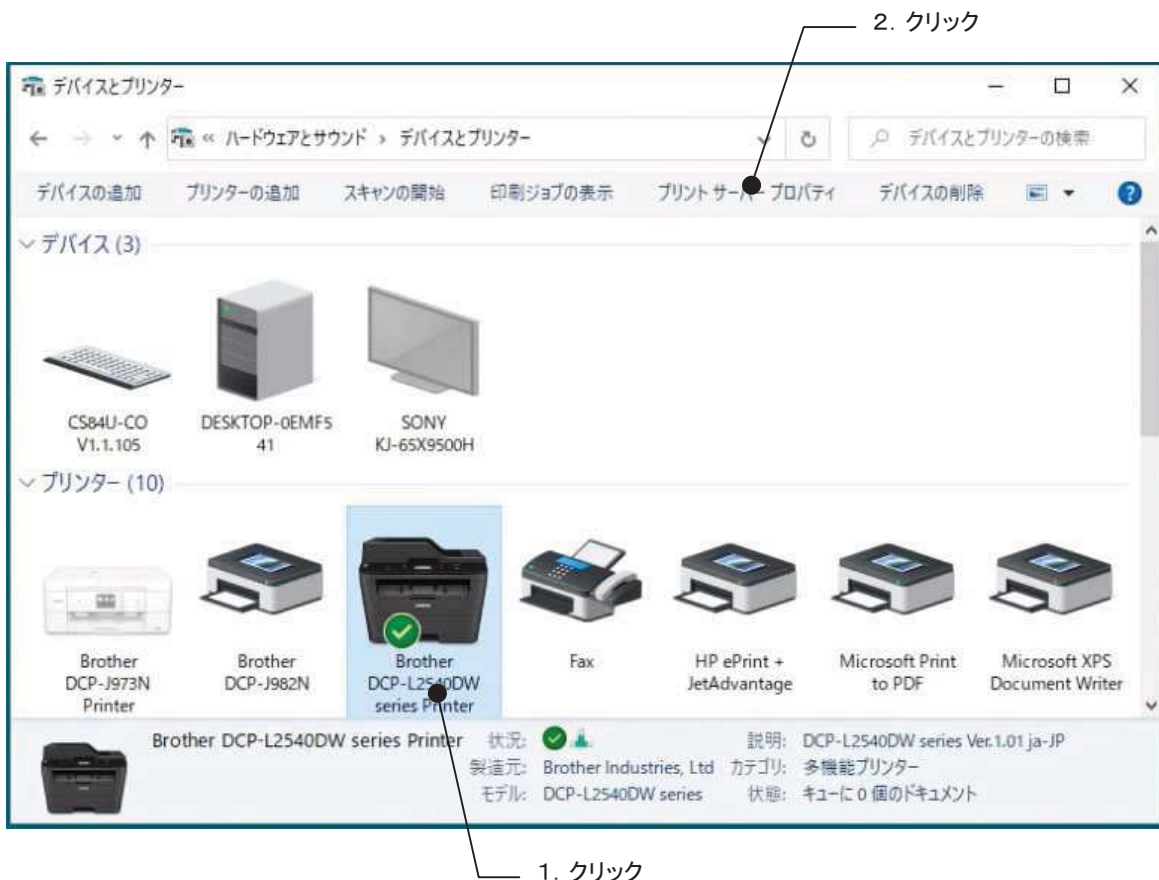 2．クリック
デバイスとプリンター
« ハードウェアとサウンド › デバイスとプリンター
デバイスとプリンターの検索
デバイスの追加 プリンターの追加 スキャンの開始 印刷ジョブの表示 プリント サーバー プロパティ デバイスの削除
デバイス (3)
CS84U-CO
V1.1.105
DESKTOP-0EMF5
41
SONY
KJ-65X9500H
プリンター (10)
Brother
DCP-J973N
Printer
Brother
DCP-J982N
Brother
DCP-L2540DW
series Printer
Fax
HP ePrint +
JetAdvantage
Microsoft Print
to PDF
Microsoft XPS
Document Writer
Brother DCP-L2540DW series Printer 状況: 説明: DCP-L2540DW series Ver.1.01 ja-JP
製造元: Brother Industries, Ltd カテゴリ: 多機能プリンター
モデル: DCP-L2540DW series 状態: キューに 0 個のドキュメント
1．クリック